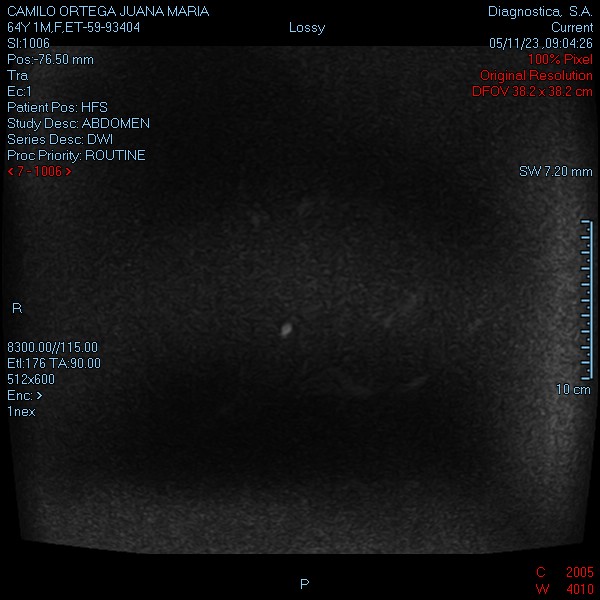 CAMILO ORTEGA JUANA MARIA
64Y 1M,F,ET-59-93404
SI:1006
Pos:-76.50 mm
Tra
Ec:1
Patient Pos: HFS
Study Desc: ABDOMEN
Series Desc: DWI
Proc Priority: ROUTINE
< 7 - 1006 >
Lossy
Diagnostica, S.A.
Current
05/11/23 ,09:04:26
100% Pixel
Original Resolution
DFOV 38.2 x 38.2 cm
SW 7.20 mm
R
8300.00//115.00
Etl:176 TA:90.00
512x600
Enc: >
1nex
10 cm
P
C 2005
W 4010